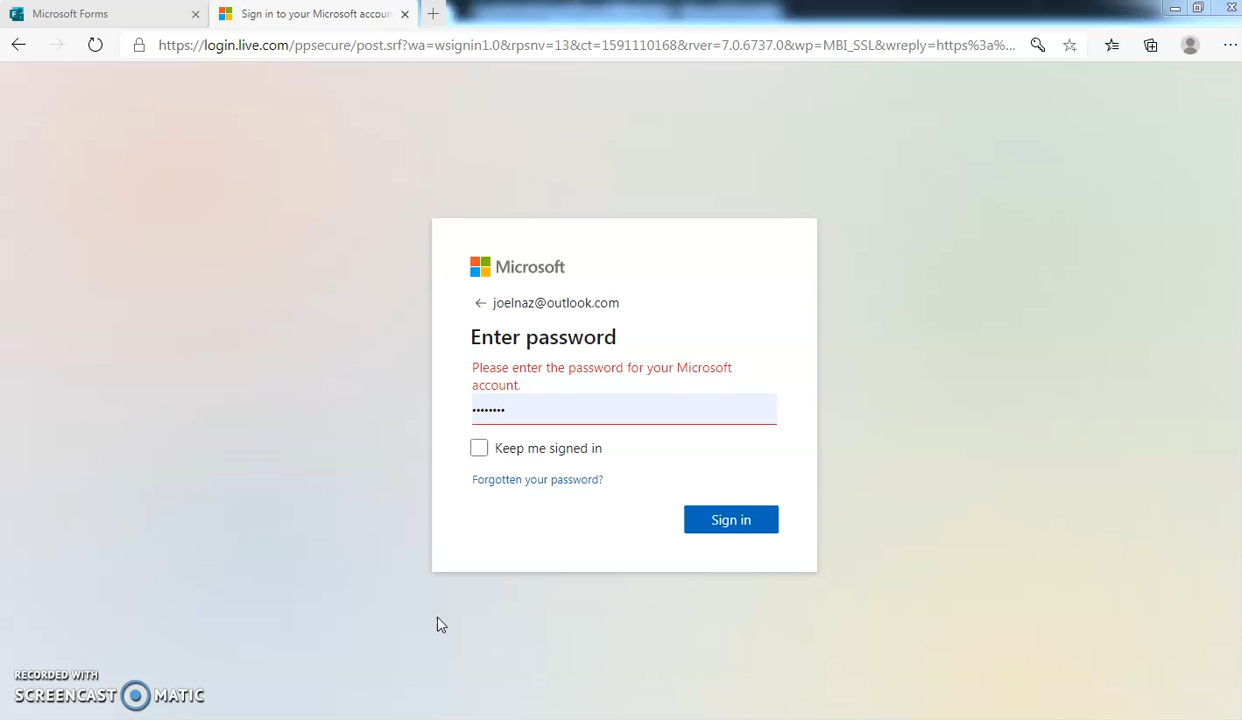 Microsoft Forms
Sign in to your Microsoft accoun
https://login.live.com/ppsecure/post.srf?wa=wsignin1.0&rpsnv=13&ct=1591110168&rver=7.0.6737.0&wp=MBI_SSL&wreply=https%3a%...
Microsoft
joelnaz@outlook.com
Enter password
Please enter the password for your Microsoft
account.
••••••••
Keep me signed in
Forgotten your password?
Sign in
RECORDED WITH
SCREENCAST MATIC